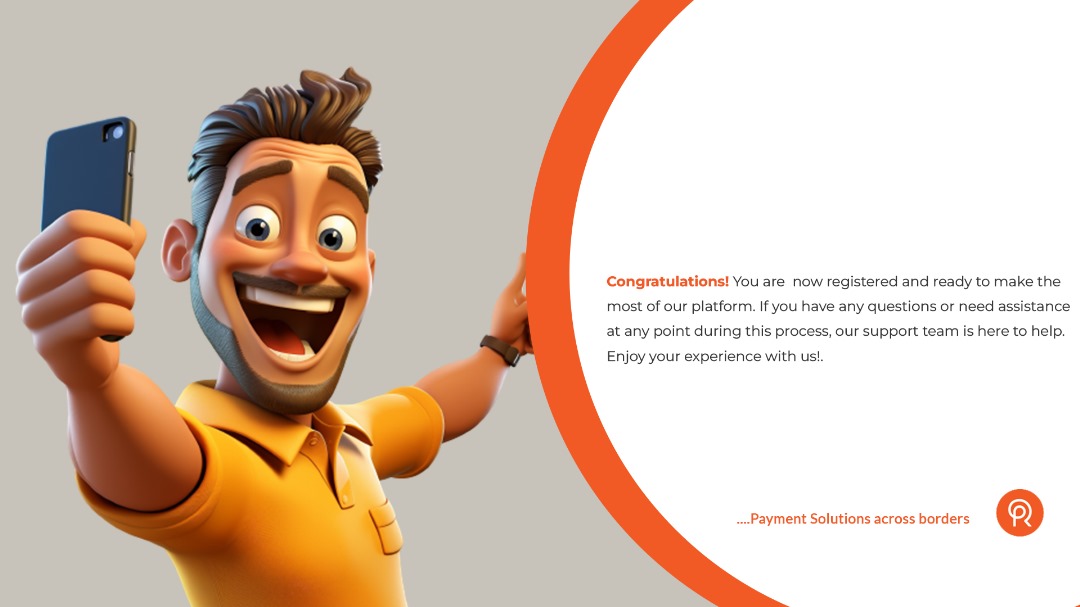 Congratulations! You are  now registered and ready to make the
most of our platform. If you have any questions or need assistance
at any point during this process, our support team is here to help.
Enjoy your experience with us!.
....Payment Solutions across borders